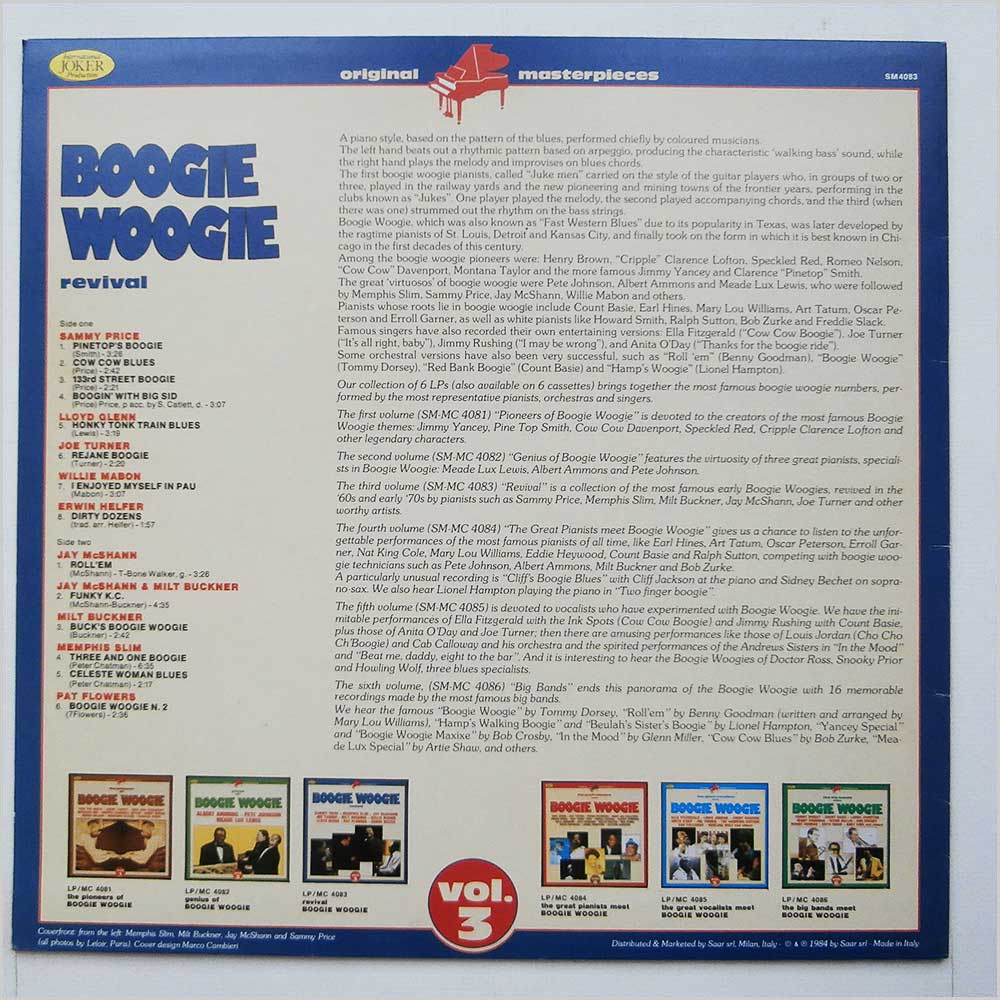 International
JOKER
Production
original masterpieces
SM 4083
BOOGIE
WOOGIE
revival
Side one
SAMMY PRICE
1. PINETOP'S BOOGIE
(Smith) - 3:26
2. COW COW BLUES
(Price) - 2:42
3. 133rd STREET BOOGIE
(Price) - 2:21
4. BOOGIN' WITH BIG SID
(Price) Price, p acc. by S. Catlett, d. - 3:07
LLOYD GLENN
5. HONKY TONK TRAIN BLUES
(Lewis) - 3:19
JOE TURNER
6. REJANE BOOGIE
(Turner) - 2:20
WILLIE MABON
7. I ENJOYED MYSELF IN PAU
(Mabon) - 3:07
ERWIN HELFER
8. DIRTY DOZENS
(trad. arr. Helfer) - 1:57
Side two
JAY McSHANN
1. ROLL'EM
(McShann) - T-Bone Walker, g. - 3:26
JAY McSHANN & MILT BUCKNER
2. FUNKY K.C.
(McShann-Buckner) - 4:35
MILT BUCKNER
3. BUCK'S BOOGIE WOOGIE
(Buckner) - 2:42
MEMPHIS SLIM
4. THREE AND ONE BOOGIE
(Peter Chatman) - 6:35
5. CELESTE WOMAN BLUES
(Peter Chatman) - 2:17
PAT FLOWERS
6. BOOGIE WOOGIE N. 2
(7Flowers) - 2:36
A piano style, based on the pattern of the blues, performed chiefly by coloured musicians.
The left hand beats out a rhythmic pattern based on arpeggio, producing the characteristic 'walking bass' sound, while
the right hand plays the melody and improvises on blues chords.
The first boogie woogie pianists, called "Juke men" carried on the style of the guitar players who, in groups of two or
three, played in the railway yards and the new pioneering and mining towns of the frontier years, performing in the
clubs known as "Jukes". One player played the melody, the second played accompanying chords, and the third (when
there was one) strummed out the rhythm on the bass strings.
Boogie Woogie, which was also known as "Fast Western Blues" due to its popularity in Texas, was later developed by
the ragtime pianists of St. Louis, Detroit and Kansas City, and finally took on the form in which it is best known in Chi-
cago in the first decades of this century.
Among the boogie woogie pioneers were: Henry Brown, "Cripple" Clarence Lofton, Speckled Red, Romeo Nelson,
"Cow Cow" Davenport, Montana Taylor and the more famous Jimmy Yancey and Clarence "Pinetop" Smith.
The great 'virtuosos' of boogie woogie were Pete Johnson, Albert Ammons and Meade Lux Lewis, who were followed
by Memphis Slim, Sammy Price, Jay McShann, Willie Mabon and others.
Pianists whose roots lie in boogie woogie include Count Basie, Earl Hines, Mary Lou Williams, Art Tatum, Oscar Pe-
terson and Erroll Garner, as well as white pianists like Howard Smith, Ralph Sutton, Bob Zurke and Freddie Slack.
Famous singers have also recorded their own entertaining versions: Ella Fitzgerald ("Cow Cow Boogie"), Joe Turner
("It's all right, baby"), Jimmy Rushing ("I may be wrong"), and Anita O'Day ("Thanks for the boogie ride").
Some orchestral versions have also been very successful, such as "Roll 'em" (Benny Goodman), "Boogie Woogie"
(Tommy Dorsey), "Red Bank Boogie" (Count Basie) and "Hamp's Woogie" (Lionel Hampton).
Our collection of 6 LPs (also available on 6 cassettes) brings together the most famous boogie woogie numbers, per-
formed by the most representative pianists, orchestras and singers.
The first volume (SM-MC 4081) "Pioneers of Boogie Woogie" is devoted to the creators of the most famous Boogie
Woogie themes: Jimmy Yancey, Pine Top Smith, Cow Cow Davenport, Speckled Red, Cripple Clarence Lofton and
other legendary characters.
The second volume (SM-MC 4082) "Genius of Boogie Woogie" features the virtuosity of three great pianists, speciali-
sts in Boogie Woogie: Meade Lux Lewis, Albert Ammons and Pete Johnson.
The third volume (SM-MC 4083) "Revival" is a collection of the most famous early Boogie Woogies, revived in the
'60s and early '70s by pianists such as Sammy Price, Memphis Slim, Milt Buckner, Jay McShann, Joe Turner and other
worthy artists.
The fourth volume (SM-MC 4084) "The Great Pianists meet Boogie Woogie" gives us a chance to listen to the unfor-
gettable performances of the most famous pianists of all time, like Earl Hines, Art Tatum, Oscar Peterson, Erroll Gar-
ner, Nat King Cole, Mary Lou Williams, Eddie Heywood, Count Basie and Ralph Sutton, competing with boogie woo-
gie technicians such as Pete Johnson, Albert Ammons, Milt Buckner and Bob Zurke.
A particularly unusual recording is "Cliff's Boogie Blues" with Cliff Jackson at the piano and Sidney Bechet on sopra-
no-sax. We also hear Lionel Hampton playing the piano in "Two finger boogie".
The fifth volume (SM-MC 4085) is devoted to vocalists who have experimented with Boogie Woogie. We have the ini-
mitable performances of Ella Fitzgerald with the Ink Spots (Cow Cow Boogie) and Jimmy Rushing with Count Basie,
plus those of Anita O'Day and Joe Turner; then there are amusing performances like those of Louis Jordan (Cho Cho
Ch'Boogie) and Cab Calloway and his orchestra and the spirited performances of the Andrews Sisters in "In the Mood"
and "Beat me, daddy, eight to the bar". And it is interesting to hear the Boogie Woogies of Doctor Ross, Snooky Prior
and Howling Wolf, three blues specialists.
The sixth volume, (SM-MC 4086) "Big Bands" ends this panorama of the Boogie Woogie with 16 memorable
recordings made by the most famous big bands.
We hear the famous "Boogie Woogie" by Tommy Dorsey, "Roll'em" by Benny Goodman (written and arranged by
Mary Lou Williams), "Hamp's Walking Boogie" and "Beulah's Sister's Boogie" by Lionel Hampton, "Yancey Special"
and "Boogie Woogie Maxixe" by Bob Crosby, "In the Mood" by Glenn Miller, "Cow Cow Blues" by Bob Zurke, "Mea-
de Lux Special" by Artie Shaw, and others.
BOOGIE WOOGIE
BOOGIE WOOGIE
ALBERT AMMONS PETE JOHNSON
MEADE LUX LEWIS
BOOGIE WOOGIE
BOOGIE WOOGIE
BOOGIE WOOGIE
BOOGIE WOOGIE
LP/MC 4081
the pioneers of
BOOGIE WOOGIE
LP/MC 4082
genius of
BOOGIE WOOGIE
LP/MC 4083
revival
BOOGIE WOOGIE
vol.
3
LP/MC 4084
the great pianists meet
BOOGIE WOOGIE
LP/MC 4085
the great vocalists meet
BOOGIE WOOGIE
LP/MC 4086
the big bands meet
BOOGIE WOOGIE
Coverfront: from the left: Memphis Slim, Milt Buckner, Jay McShann and Sammy Price
(all photos by Leloir, Paris). Cover design Marco Cambieri
Distributed & Marketed by Saar srl, Milan, Italy - © & ℗ 1984 by Saar srl - Made in Italy